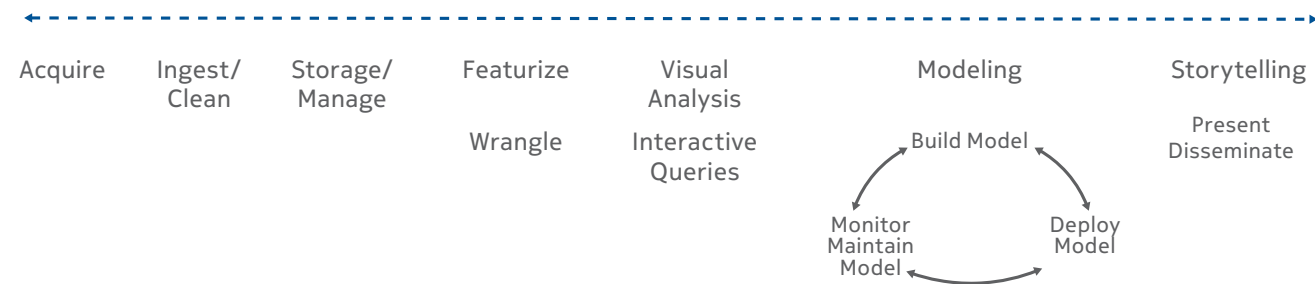 Acquire
Ingest/
Clean
Storage/
Manage
Featurize
Wrangle
Visual
Analysis
Interactive
Queries
Modeling
Build Model
Monitor
Maintain
Model
Deploy
Model
Storytelling
Present
Disseminate